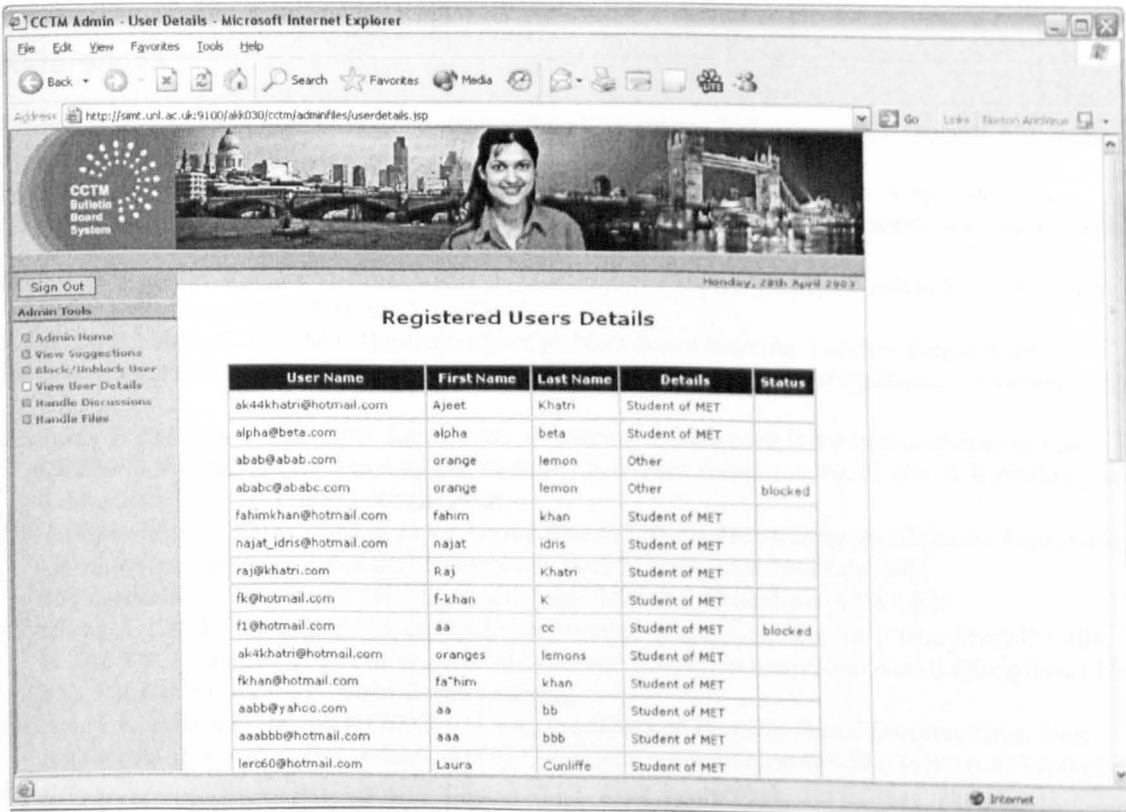 CCTM Admin - User Details - Microsoft Internet Explorer
File Edit View Favorites Tools Help
Back Search Favorites Media
Address http://simt.unl.ac.uk:9100/akk030/cctm/adminfiles/userdetails.jsp Go Links Norton AntiVirus
CCTM
Bulletin
Board
System
Sign Out Monday, 28th April 2003
Admin Tools
Registered Users Details
Admin Home
View Suggestions
Block/Unblock User
View User Details
Handle Discussions
Handle Files
User Name First Name Last Name Details Status
ak44khatri@hotmail.com Ajeet Khatri Student of MET
alpha@beta.com alpha beta Student of MET
abab@abab.com orange lemon Other
ababc@ababc.com orange lemon Other blocked
fahimkhan@hotmail.com fahim khan Student of MET
najat_idris@hotmail.com najat idris Student of MET
raj@khatri.com Raj Khatri Student of MET
fk@hotmail.com f-khan K Student of MET
f1@hotmail.com aa cc Student of MET blocked
ak4khatri@hotmail.com oranges lemons Student of MET
fkhan@hotmail.com fa"him khan Student of MET
aabb@yahoo.com aa bb Student of MET
aaabbb@hotmail.com aaa bbb Student of MET
lerc60@hotmail.com Laura Cunliffe Student of MET
Internet